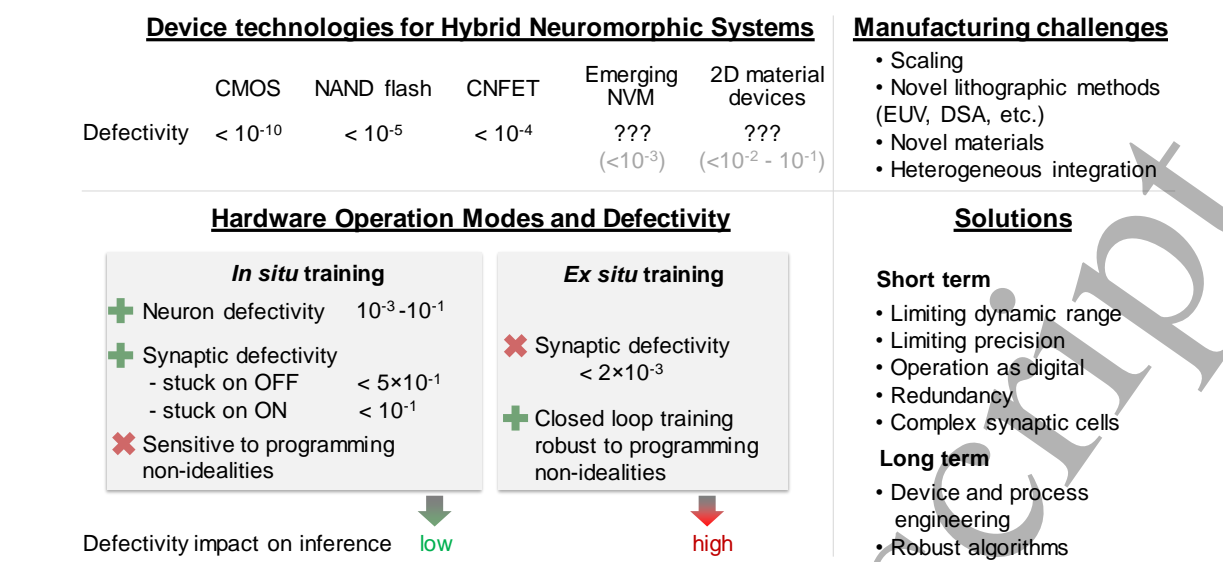 Device technologies for Hybrid Neuromorphic Systems
CMOS NAND flash CNFET Emerging NVM 2D material devices
Defectivity < 10⁻¹⁰ < 10⁻⁵ < 10⁻⁴ ??? ???
(<10⁻³) (<10⁻² - 10⁻¹)
Manufacturing challenges
• Scaling
• Novel lithographic methods
(EUV, DSA, etc.)
• Novel materials
• Heterogeneous integration
Hardware Operation Modes and Defectivity
In situ training
Neuron defectivity 10⁻³ -10⁻¹
Synaptic defectivity
- stuck on OFF < 5×10⁻¹
- stuck on ON < 10⁻¹
Sensitive to programming
non-idealities
Ex situ training
Synaptic defectivity
< 2×10⁻³
Closed loop training
robust to programming
non-idealities
Defectivity impact on inference low high
Solutions
Short term
• Limiting dynamic range
• Limiting precision
• Operation as digital
• Redundancy
• Complex synaptic cells
Long term
• Device and process
engineering
• Robust algorithms
cript